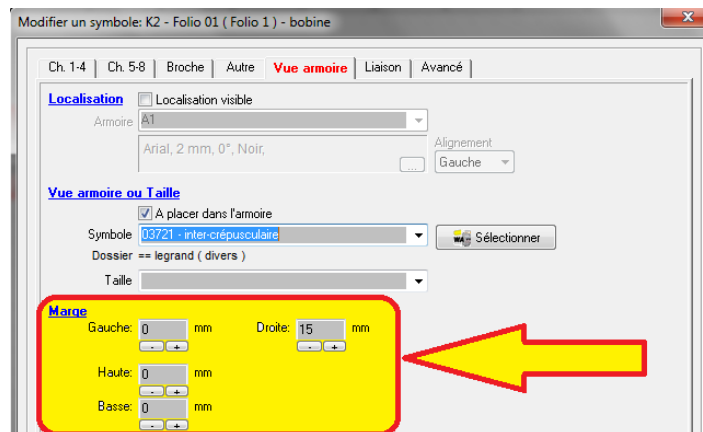 Modifier un symbole: K2 - Folio 01 ( Folio 1 ) - bobine
x
Ch. 1-4 Ch. 5-8 Broche Autre Vue armoire Liaison Avancé
Localisation Localisation visible
Armoire A1
Alignement
Arial, 2 mm, 0°, Noir, ... Gauche
Vue armoire ou Taille
A placer dans l'armoire
Symbole 03721 - inter-crépusculaire Sélectionner
Dossier == legrand ( divers )
Taille
Marge
Gauche: 0 mm Droite: 15 mm
- + - +
Haute: 0 mm
- +
Basse: 0 mm
- +